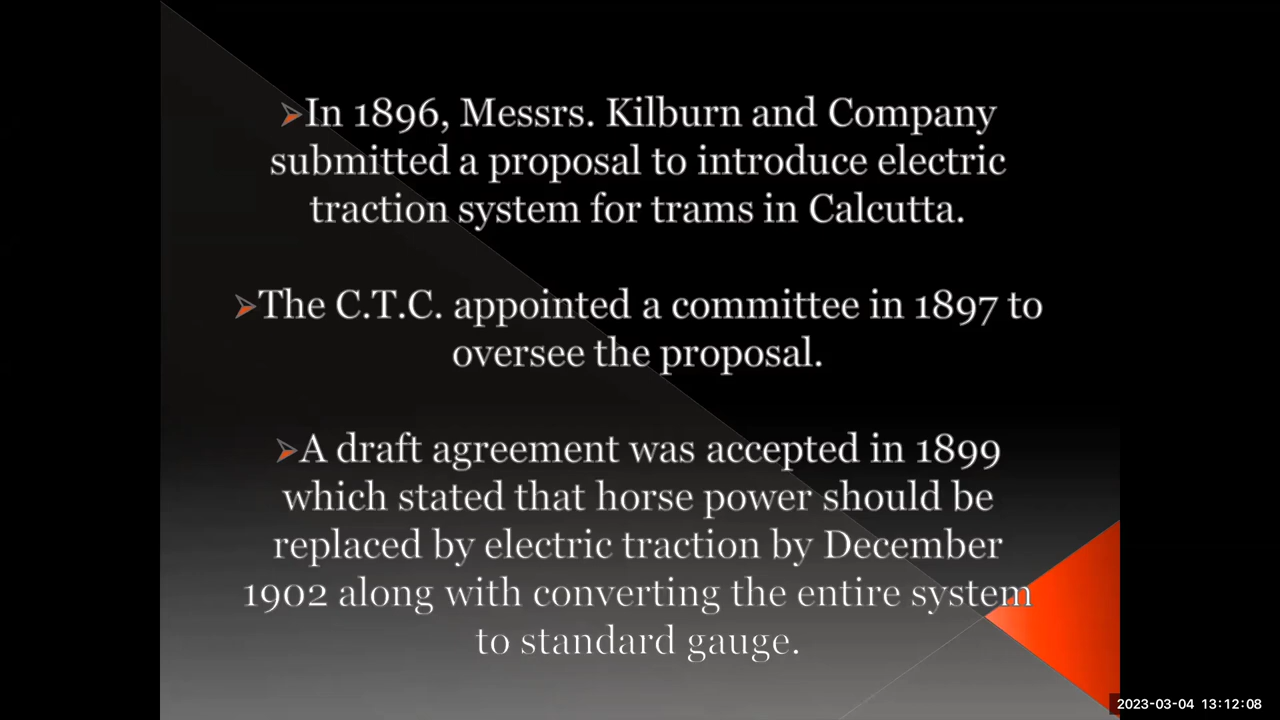 ➢In 1896, Messrs. Kilburn and Company
submitted a proposal to introduce electric
traction system for trams in Calcutta.
➢The C.T.C. appointed a committee in 1897 to
oversee the proposal.
➢A draft agreement was accepted in 1899
which stated that horse power should be
replaced by electric traction by December
1902 along with converting the entire system
to standard gauge.
2023-03-04 13:12:08